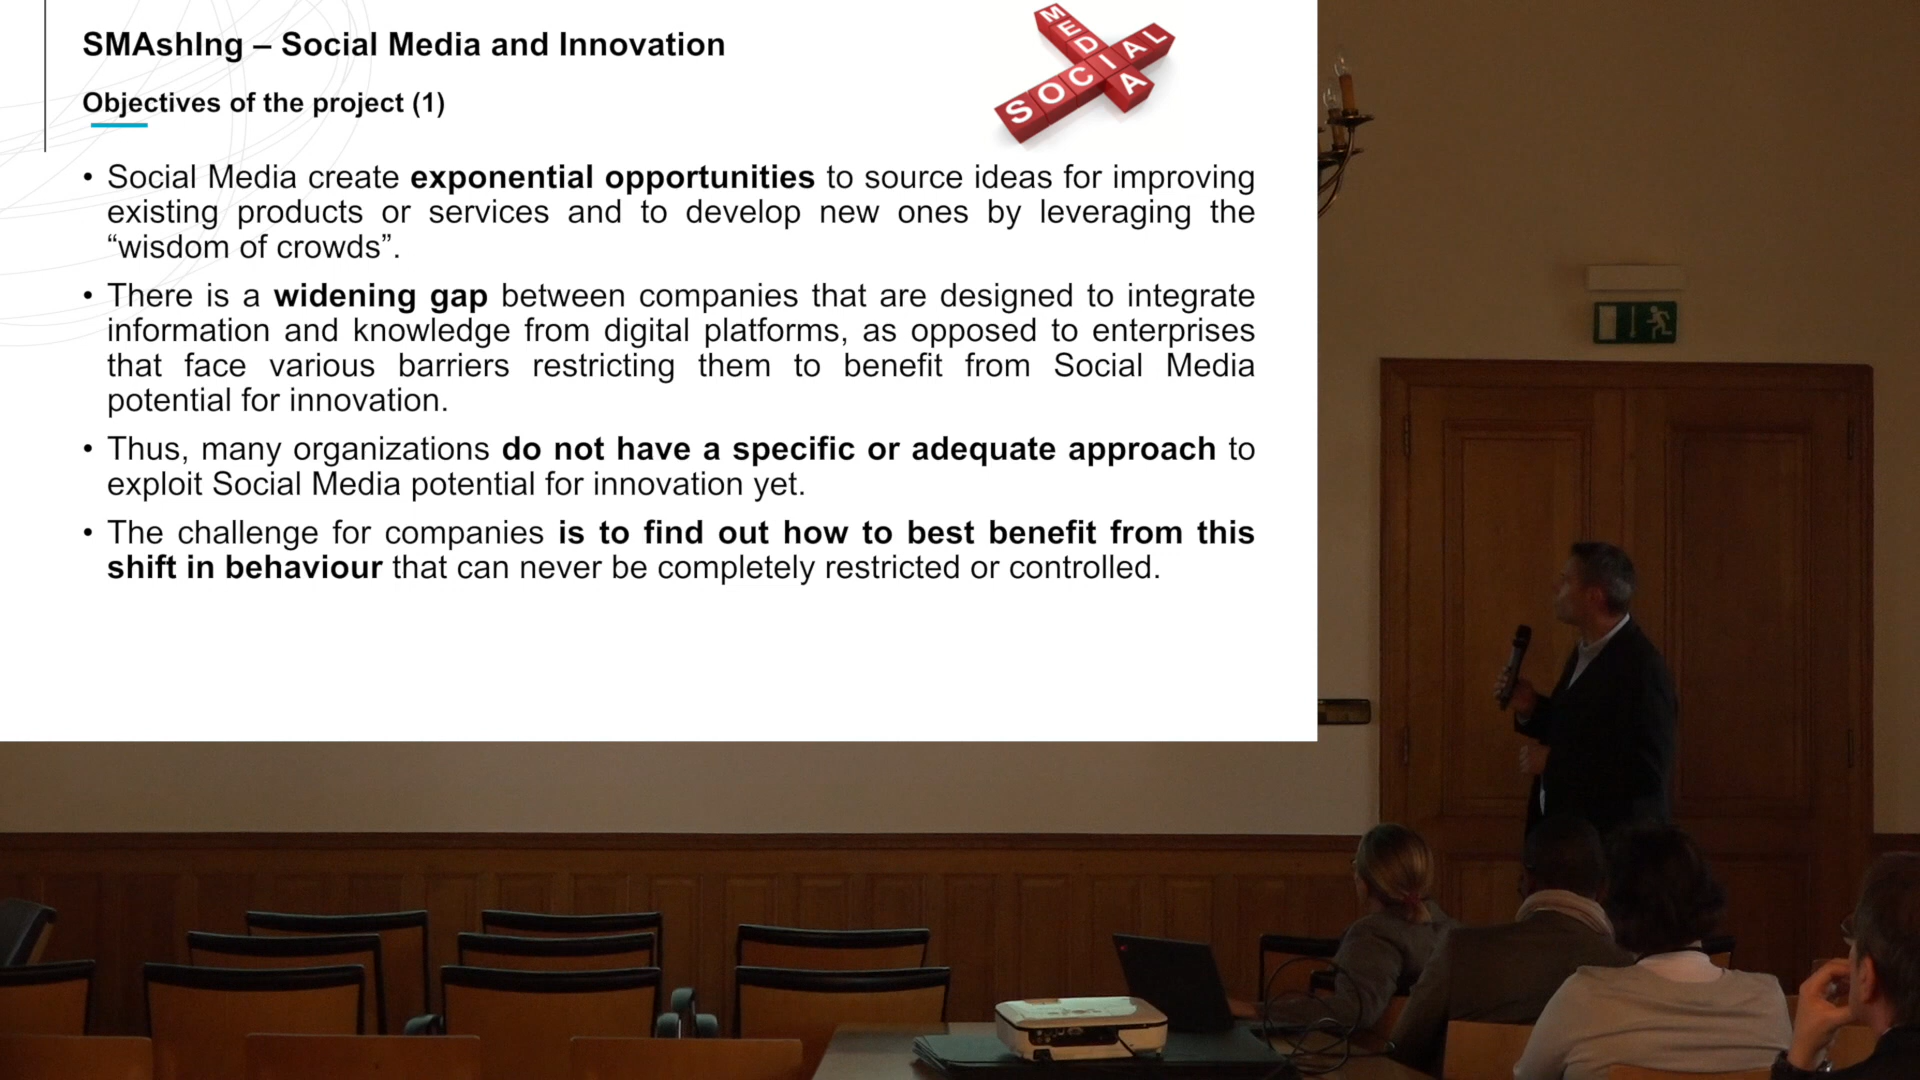 SMAshIng – Social Media and Innovation
Objectives of the project (1)
MEDIA
SOCIAL
• Social Media create exponential opportunities to source ideas for improving
existing products or services and to develop new ones by leveraging the
“wisdom of crowds”.
• There is a widening gap between companies that are designed to integrate
information and knowledge from digital platforms, as opposed to enterprises
that face various barriers restricting them to benefit from Social Media
potential for innovation.
• Thus, many organizations do not have a specific or adequate approach to
exploit Social Media potential for innovation yet.
• The challenge for companies is to find out how to best benefit from this
shift in behaviour that can never be completely restricted or controlled.